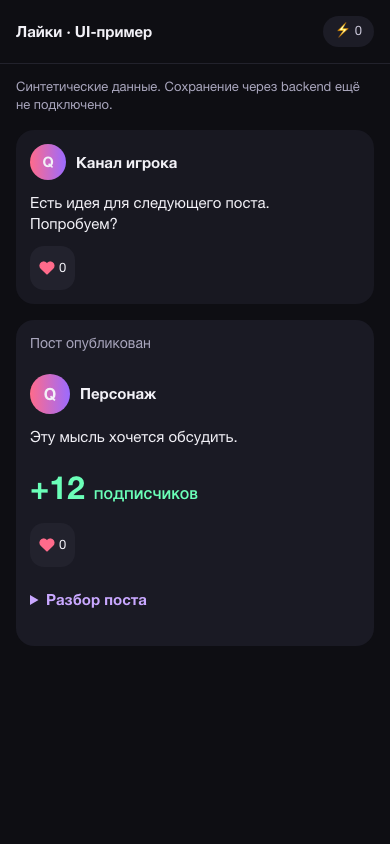 Лайки · UI-пример
⚡ 0
Синтетические данные. Сохранение через backend ещё
не подключено.
Q
Канал игрока
Есть идея для следующего поста.
Попробуем?
0
Пост опубликован
Q
Персонаж
Эту мысль хочется обсудить.
+12 подписчиков
0
Разбор поста